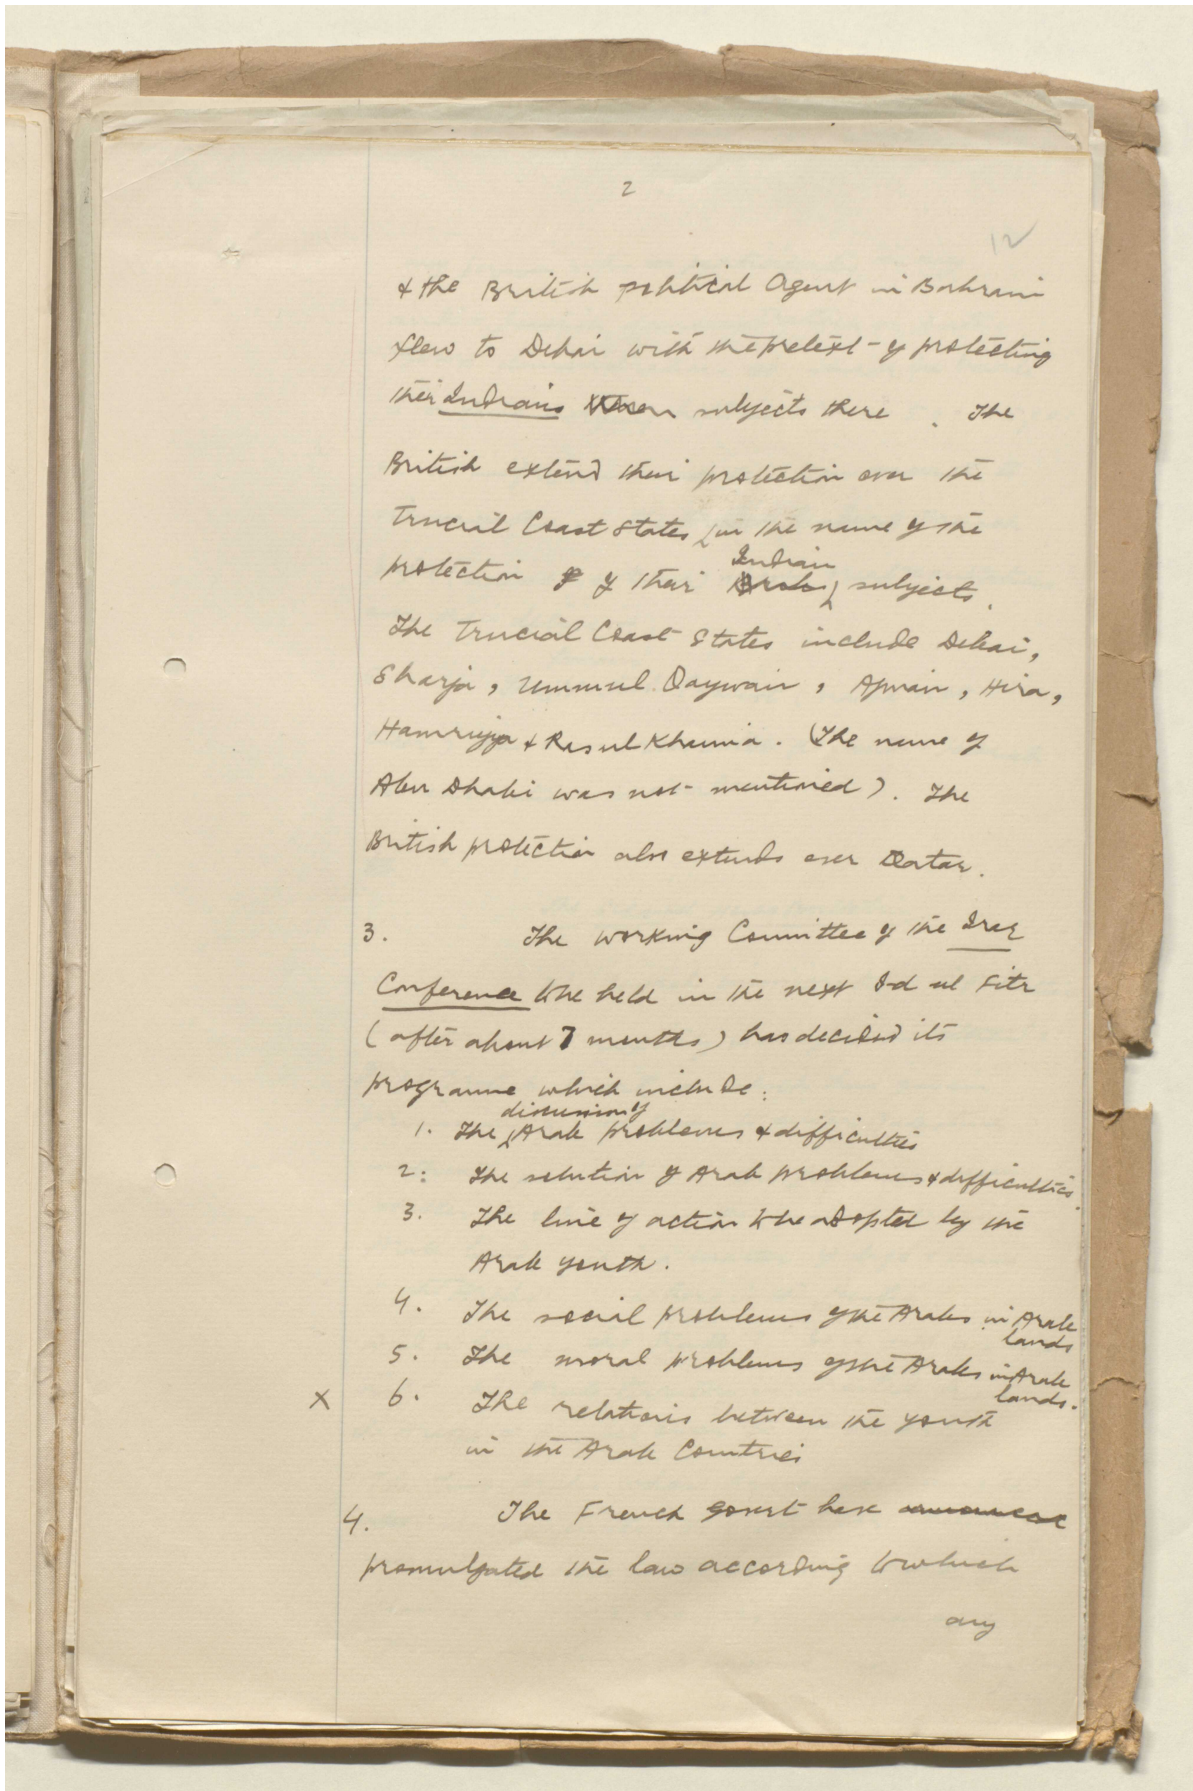 2
12
& the British political Agent in Bahrain
flew to Debai with the pretext of protecting
their Indians subjects there. The
British extend their protection over the
Trucial Coast States, in the name of the
Indian
protection of their Arab subjects.
The Trucial Coast States include Debai,
Sharja, Ummul Qaywain, Ajman, Hira,
Hamriyya & Rasul Khaima. (The name of
Abu Dhabi was not mentioned). The
British protection also extends over Qatar.
3. The working Committee of the Iraq
Conference to be held in the next Id ul Fitr
(after about 7 months) has decided its
programme which include:
discussion of
1. The Arab problems & difficulties
2: The solution of Arab problems & difficulties.
3. The line of action to be adopted by the
Arab youth.
4. The social problems of the Arabs in Arab
lands
5. The moral problems of the Arabs in Arab
lands.
x 6. The relations between the youth
in the Arab Countries
4. The French Govert have
promulgated the law according to which
any